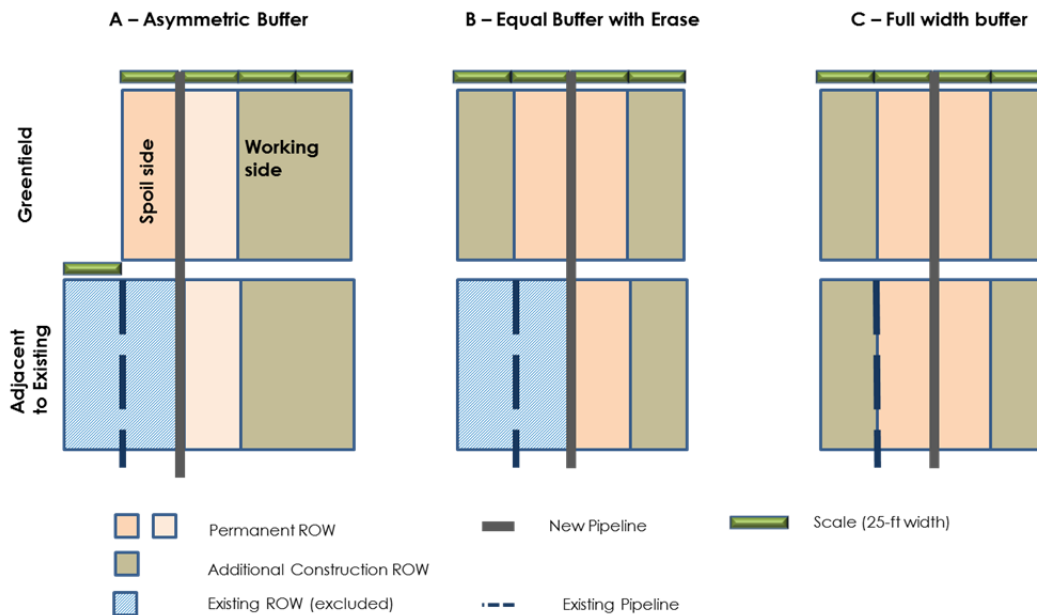 A – Asymmetric Buffer
B – Equal Buffer with Erase
C – Full width buffer
Greenfield
Spoil side
Working
side
Adjacent
to Existing
Permanent ROW
New Pipeline
Scale (25-ft width)
Additional Construction ROW
Existing ROW (excluded)
Existing Pipeline